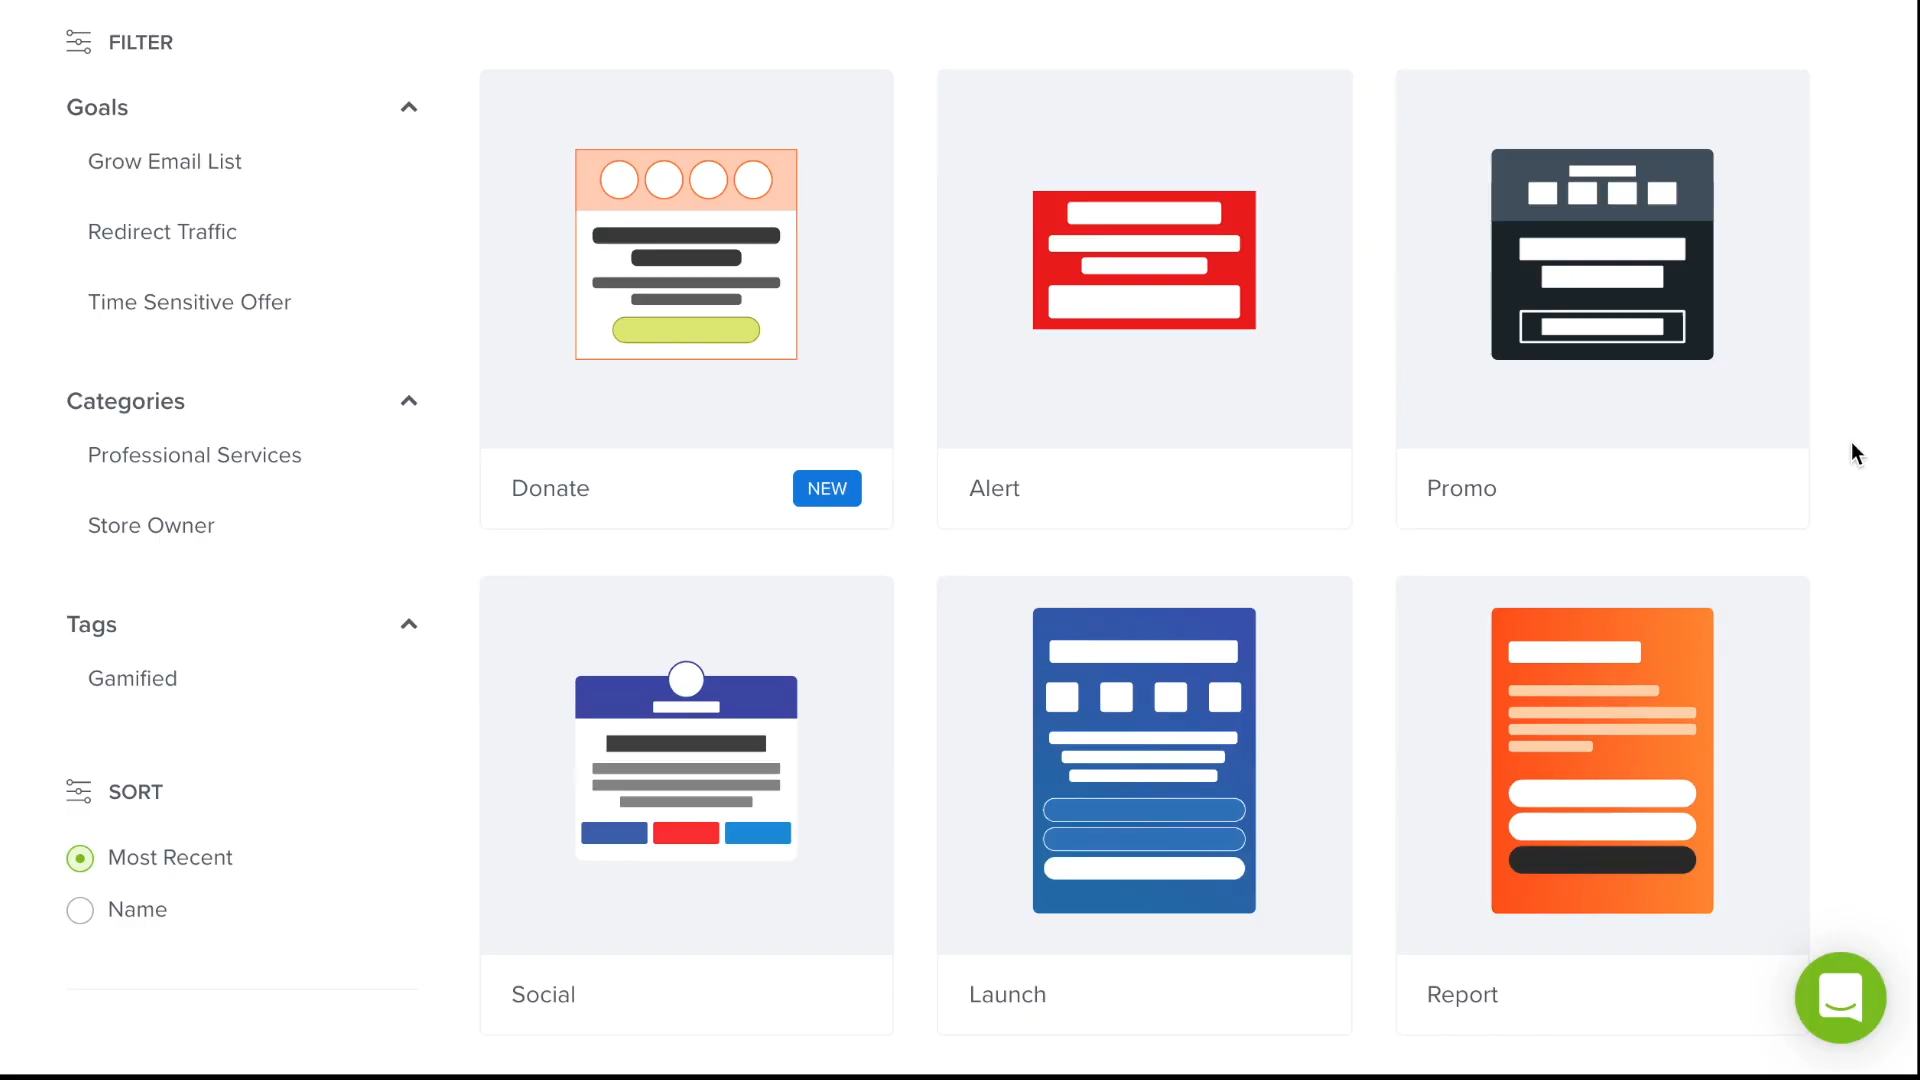 FILTER
Goals
Grow Email List
Redirect Traffic
Time Sensitive Offer
Categories
Professional Services
Store Owner
Tags
Gamified
SORT
Most Recent
Name
Donate
NEW
Alert
Promo
Social
Launch
Report